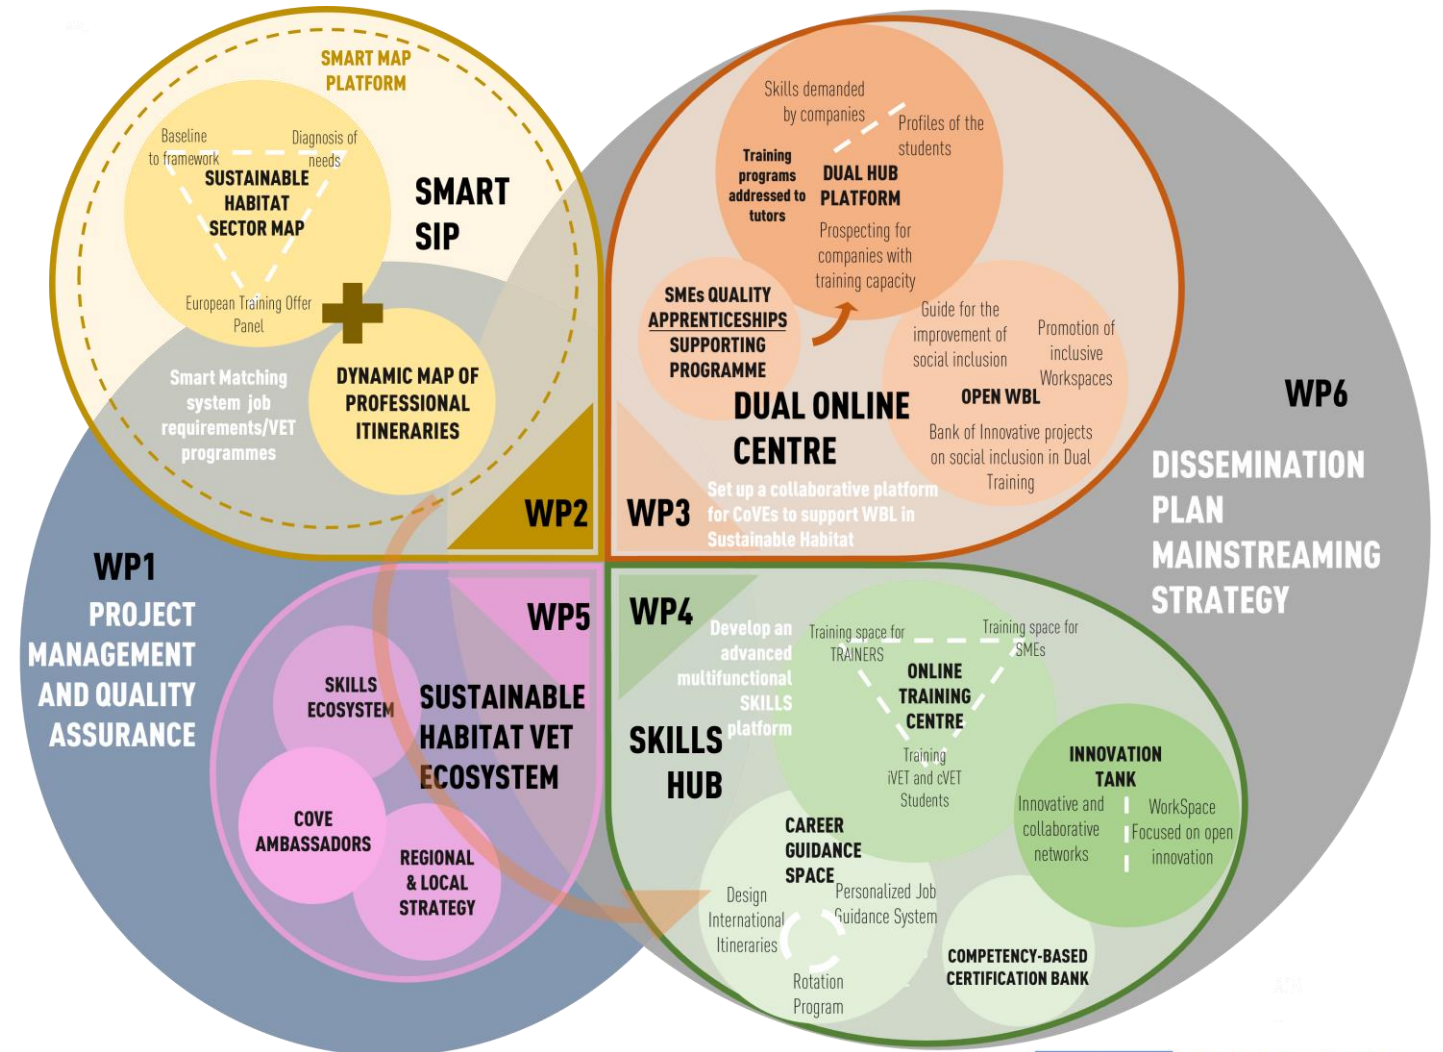 SMART MAP
PLATFORM
Baseline
to framework
Diagnosis of
needs
SUSTAINABLE
HABITAT
SECTOR MAP
European Training Offer
Panel
SMART
SIP
Smart Matching
system job
requirements/VET
programmes
DYNAMIC MAP OF
PROFESSIONAL
ITINERARIES
WP2
Skills demanded
by companies
Profiles of the
students
Training
programs
addressed to
tutors
DUAL HUB
PLATFORM
Prospecting for
companies with
training capacity
SMEs QUALITY
APPRENTICESHIPS
SUPPORTING
PROGRAMME
Guide for the
improvement of
social inclusion
Promotion of
inclusive
Workspaces
OPEN WBL
Bank of Innovative projects
on social inclusion in Dual
Training
DUAL ONLINE
CENTRE
WP3
Set up a collaborative platform
for CoVEs to support WBL in
Sustainable Habitat
WP6
DISSEMINATION
PLAN
MAINSTREAMING
STRATEGY
WP1
PROJECT
MANAGEMENT
AND QUALITY
ASSURANCE
WP5
SKILLS
ECOSYSTEM
SUSTAINABLE
HABITAT VET
ECOSYSTEM
COVE
AMBASSADORS
REGIONAL
& LOCAL
STRATEGY
WP4
Develop an
advanced
multifunctional
SKILLS
platform
SKILLS
HUB
Training space for
TRAINERS
Training space for
SMEs
ONLINE
TRAINING
CENTRE
Training
iVET and cVET
Students
INNOVATION
TANK
Innovative and
collaborative
networks
WorkSpace
Focused on open
innovation
CAREER
GUIDANCE
SPACE
Design
International
Itineraries
Personalized Job
Guidance System
Rotation
Program
COMPETENCY-BASED
CERTIFICATION BANK